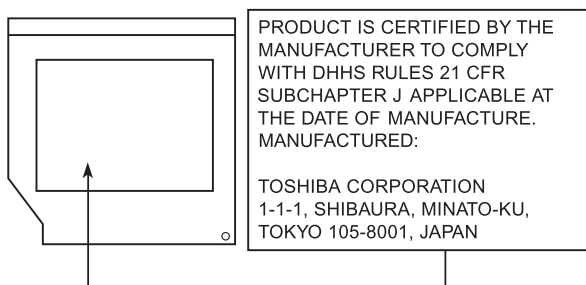 PRODUCT IS CERTIFIED BY THE
MANUFACTURER TO COMPLY
WITH DHHS RULES 21 CFR
SUBCHAPTER J APPLICABLE AT
THE DATE OF MANUFACTURE.
MANUFACTURED:
TOSHIBA CORPORATION
1-1-1, SHIBAURA, MINATO-KU,
TOKYO 105-8001, JAPAN